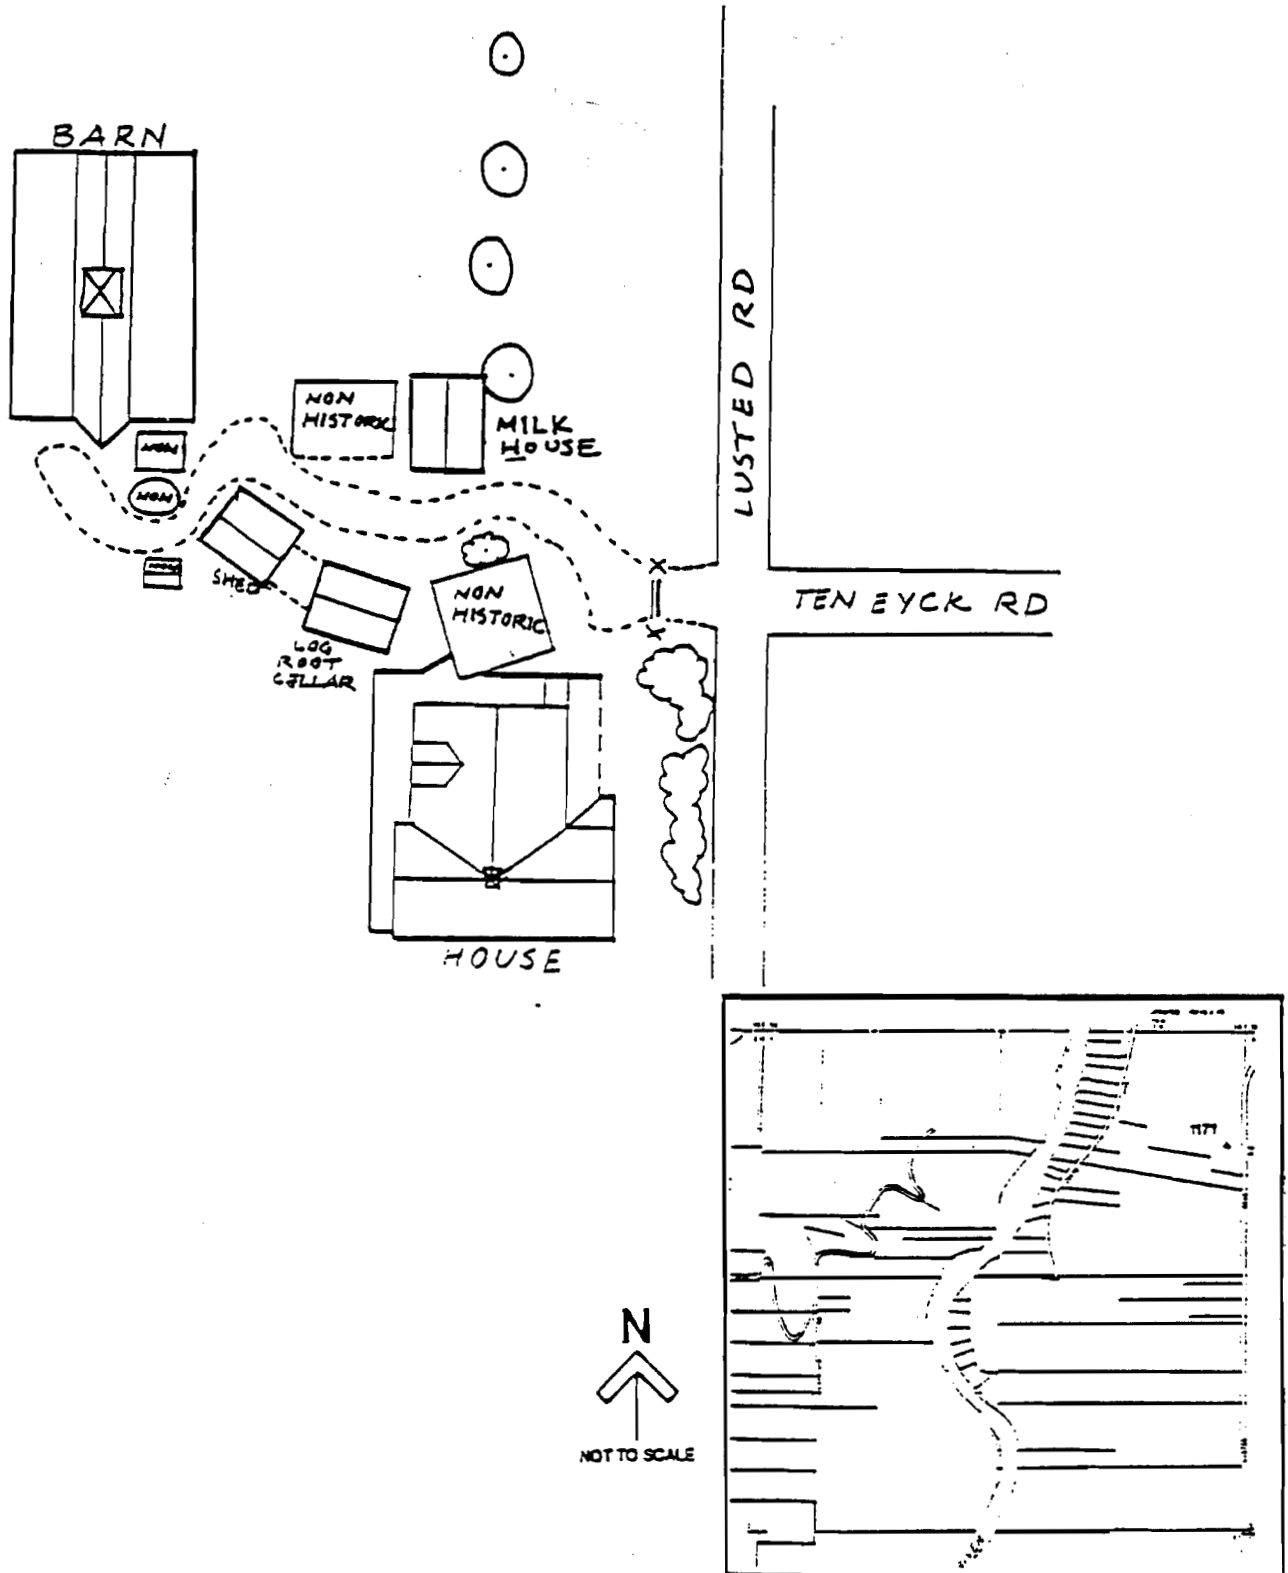 BARN
LUSTED RD
NON
HISTORIC
MILK
HOUSE
NON
NON
NON
SHED
TEN EYCK RD
NON
HISTORIC
LOG
ROOT
CELLAR
HOUSE
N
NOT TO SCALE